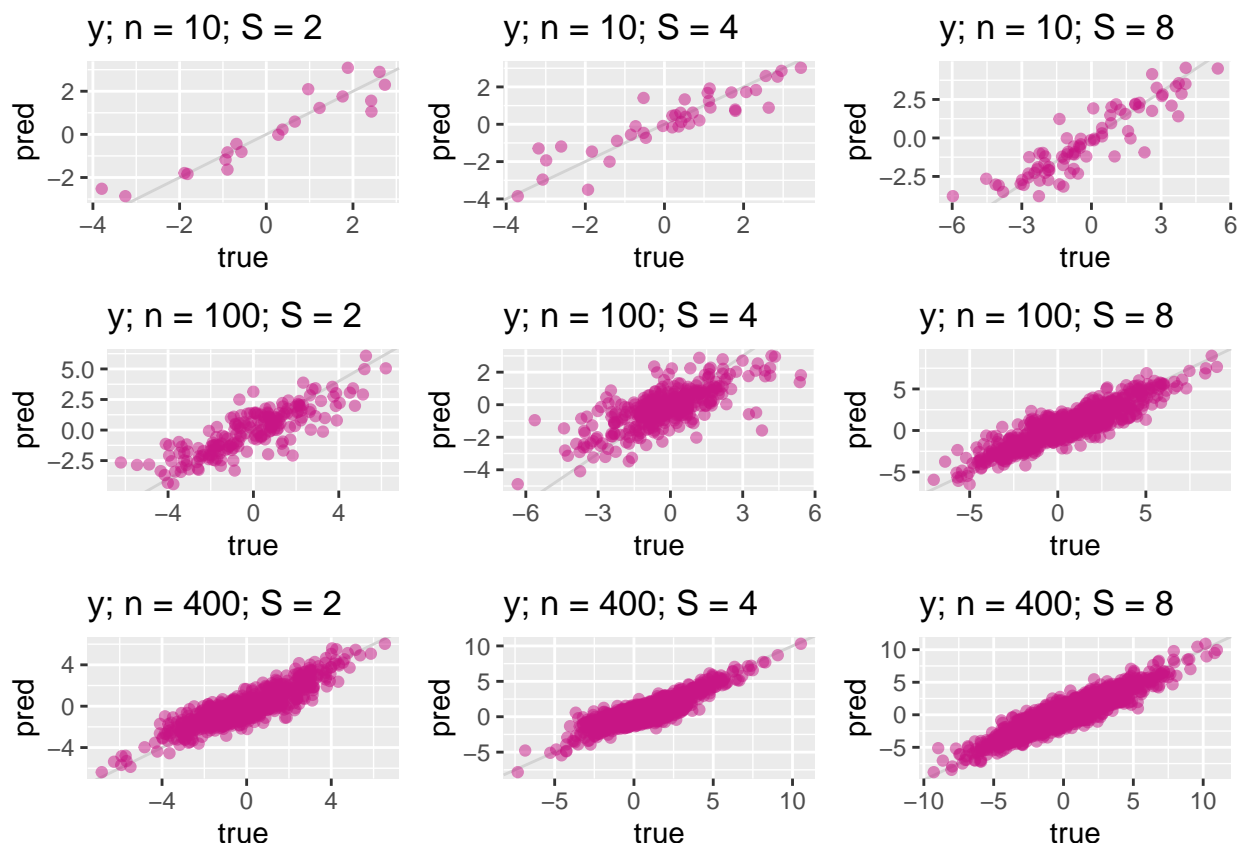 y; n = 10; S = 2
pred
2
0
−2
−4
−2
0
2
true
y; n = 10; S = 4
pred
2
0
−2
−4
−4
−2
0
2
true
y; n = 10; S = 8
pred
2.5
0.0
−2.5
−6
−3
0
3
6
true
y; n = 100; S = 2
pred
5.0
2.5
0.0
−2.5
−4
0
4
true
y; n = 100; S = 4
pred
2
0
−2
−4
−6
−3
0
3
6
true
y; n = 100; S = 8
pred
5
0
−5
−5
0
5
true
y; n = 400; S = 2
pred
4
0
−4
−4
0
4
true
y; n = 400; S = 4
pred
10
5
0
−5
−5
0
5
10
true
y; n = 400; S = 8
pred
10
5
0
−5
−10
−5
0
5
10
true